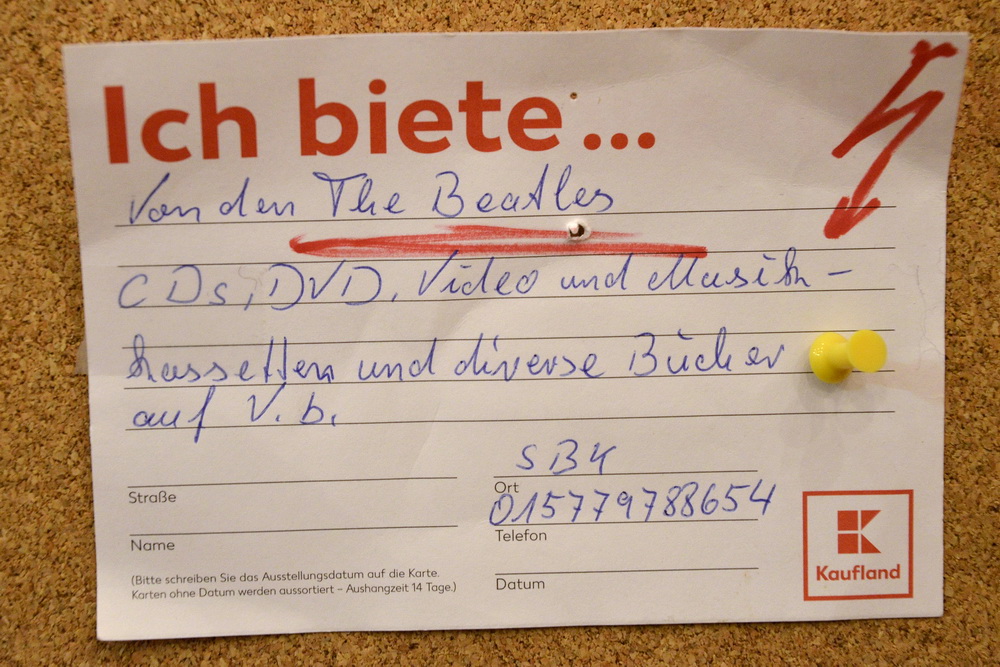 Ich biete...
Von den The Beatles
CDs, DVD, Video und Musik-
kassetten und diverse Bücher
auf V. b.
SBK
Straße
Ort
015779788654
Name
Telefon
(Bitte schreiben Sie das Ausstellungsdatum auf die Karte.
Karten ohne Datum werden aussortiert – Aushangzeit 14 Tage.)
Datum
Kaufland